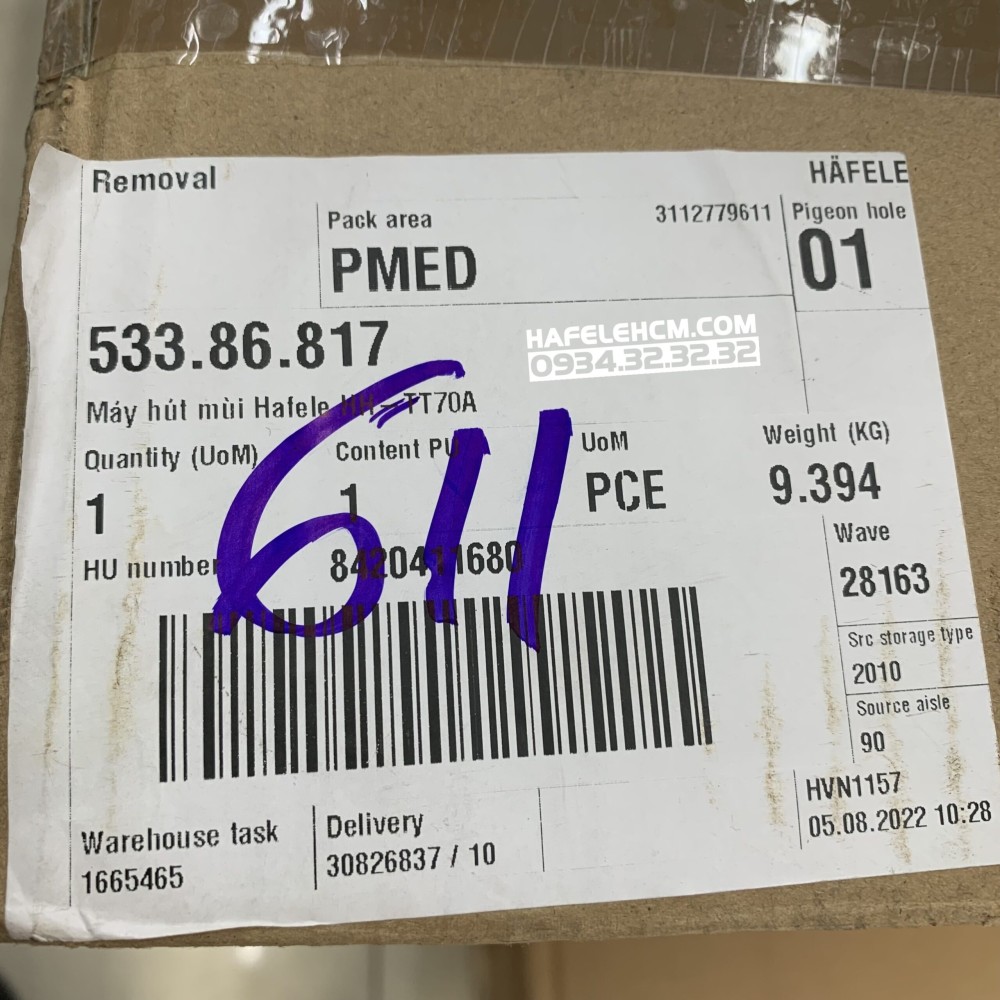 Removal
HÄFELE
Pack area
3112779611
Pigeon hole
PMED
01
533.86.817
HAFELEHCM.COM
0934.32.32.32
Máy hút mùi Hafele HH-TT70A
Quantity (UoM)
Content PU
UoM
Weight (KG)
1
1
PCE
9.394
611
HU number
8420411680
Wave
28163
Src storage type
2010
Source aisle
90
HVN1157
05.08.2022 10:28
Warehouse task
1665465
Delivery
30826837 / 10